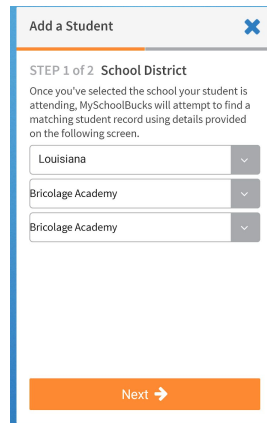 Add a Student
STEP 1 of 2 School District
Once you've selected the school your student is
attending, MySchoolBucks will attempt to find a
matching student record using details provided
on the following screen.
Louisiana
Bricolage Academy
Bricolage Academy
Next